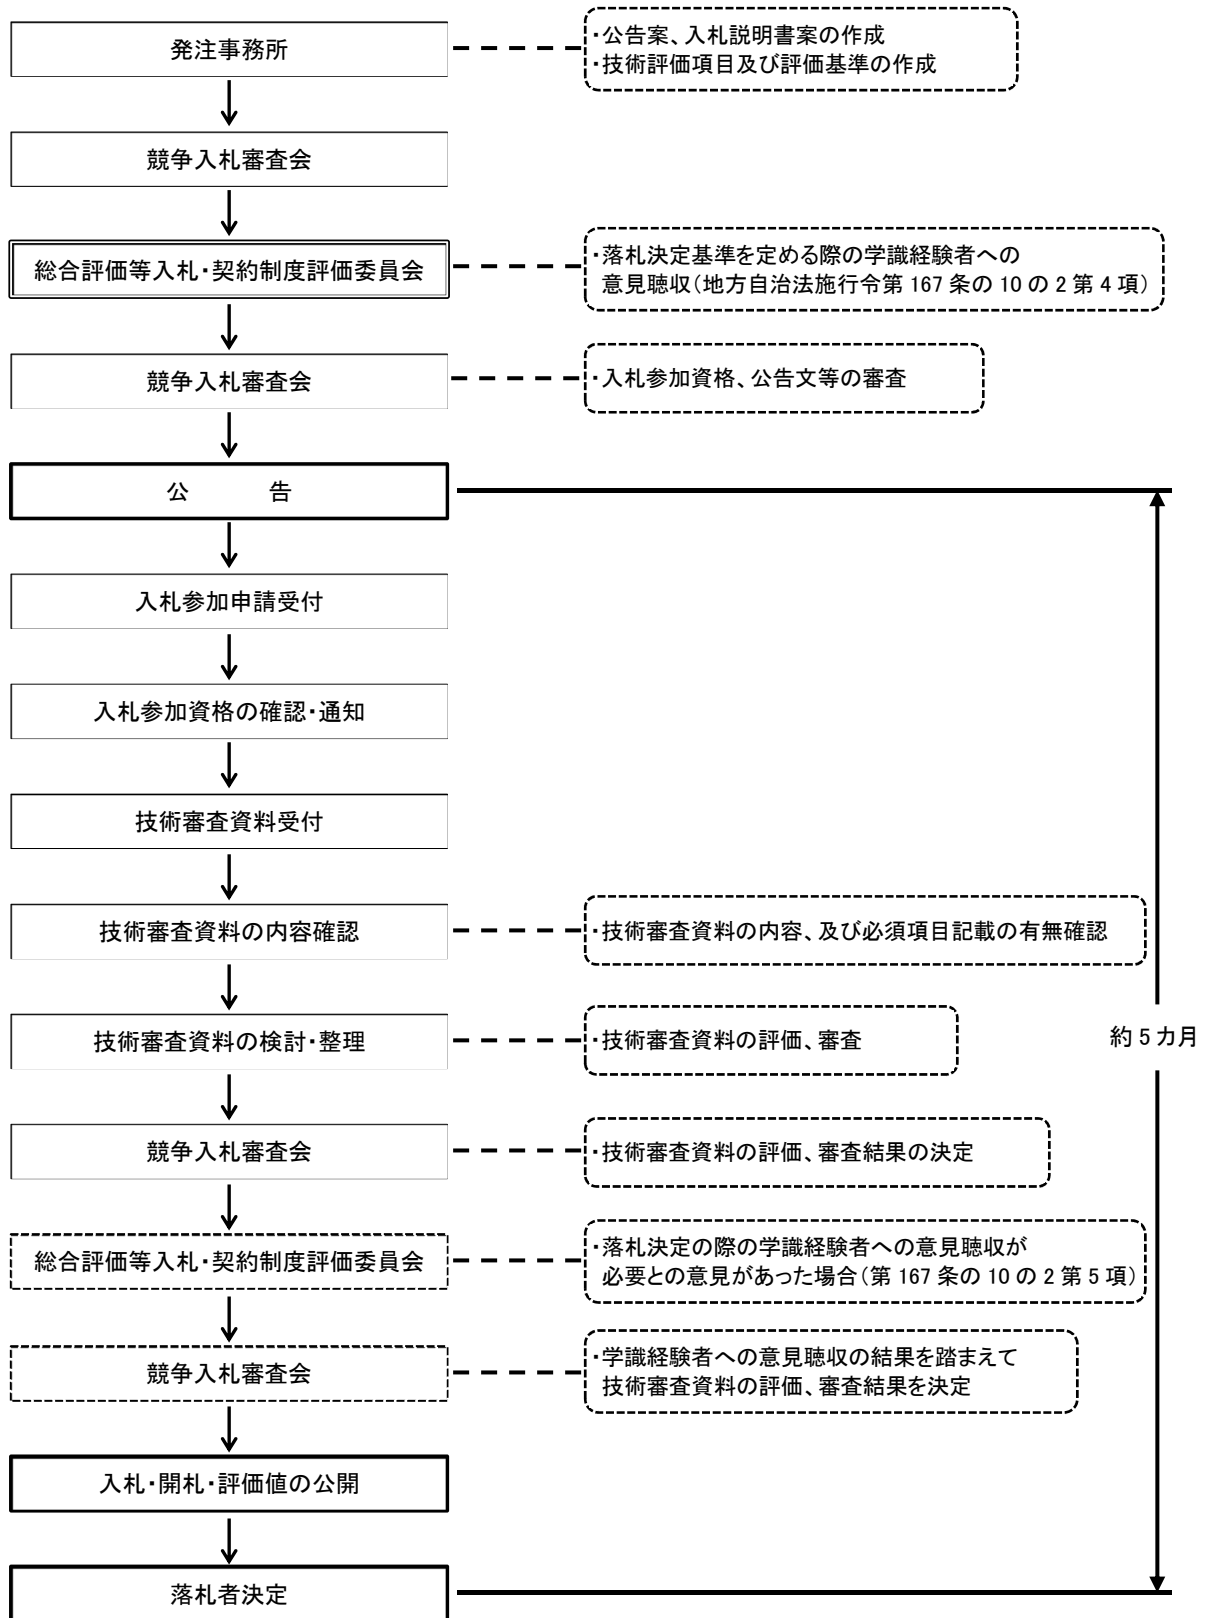 発注事務所
・公告案、入札説明書案の作成
・技術評価項目及び評価基準の作成
競争入札審査会
総合評価等入札・契約制度評価委員会
・落札決定基準を定める際の学識経験者への
意見聴収（地方自治法施行令第 167 条の 10 の 2 第 4 項）
競争入札審査会
・入札参加資格、公告文等の審査
公 告
入札参加申請受付
入札参加資格の確認・通知
技術審査資料受付
技術審査資料の内容確認
・技術審査資料の内容、及び必須項目記載の有無確認
技術審査資料の検討・整理
・技術審査資料の評価、審査
約 5 カ月
競争入札審査会
・技術審査資料の評価、審査結果の決定
総合評価等入札・契約制度評価委員会
・落札決定の際の学識経験者への意見聴収が
必要との意見があった場合（第 167 条の 10 の 2 第 5 項）
競争入札審査会
・学識経験者への意見聴収の結果を踏まえて
技術審査資料の評価、審査結果を決定
入札・開札・評価値の公開
落札者決定